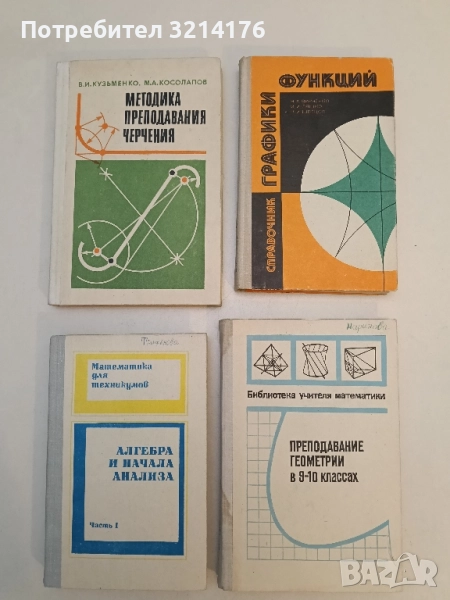 Потребител 3214176
В.И.КУЗЬМЕНКО, М.А.КОСОЛАПОВ
МЕТОДИКА
ПРЕПОДАВАНИЯ
ЧЕРЧЕНИЯ
СПРАВОЧНИК
ГРАФИКИ
ФУНКЦИЙ
Математика
для
техникумов
АЛГЕБРА
И НАЧАЛА
АНАЛИЗА
Часть I
Библиотека учителя математики
ПРЕПОДАВАНИЕ
ГЕОМЕТРИИ
в 9-10 классах
BAZAR